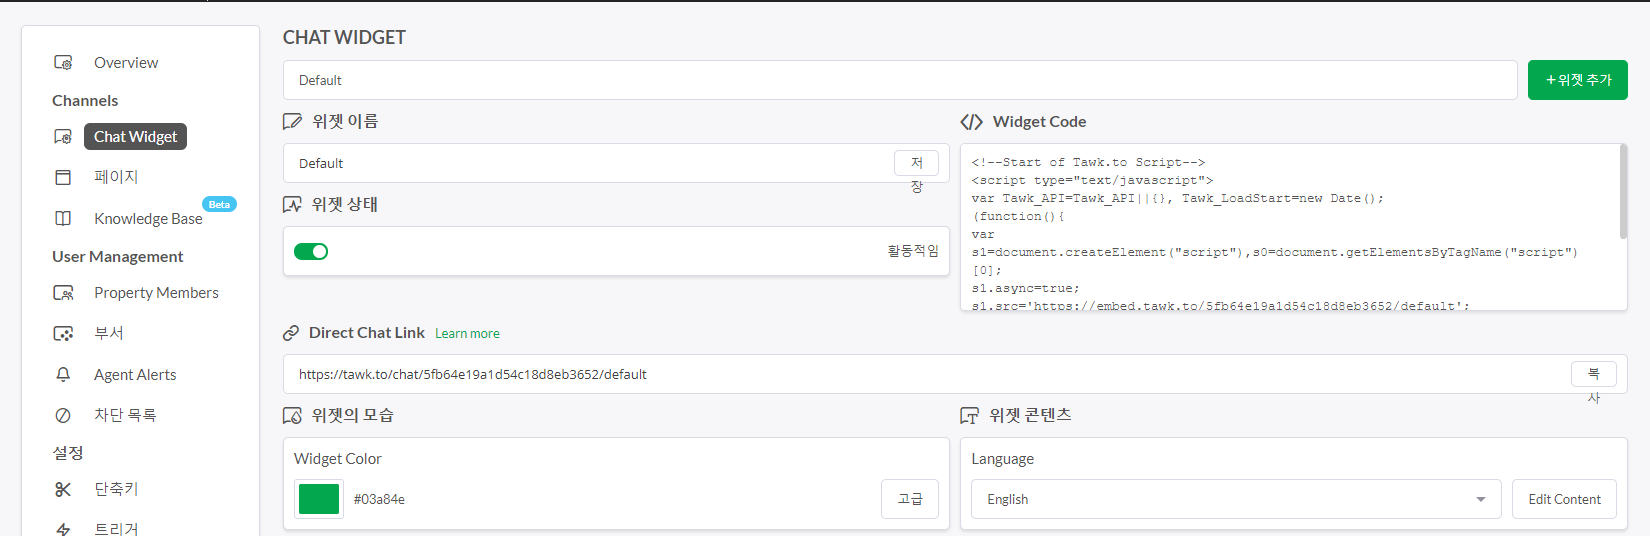 Overview
Channels
Chat Widget
페이지
Knowledge Base
Beta
User Management
Property Members
부서
Agent Alerts
차단 목록
설정
단축키
트리거
CHAT WIDGET
Default
+위젯 추가
위젯 이름
Default
저장
위젯 상태
활동적임
Widget Code
<!--Start of Tawk.to Script-->
<script type="text/javascript">
var Tawk_API=Tawk_API||{}, Tawk_LoadStart=new Date();
(function(){
var
s1=document.createElement("script"),s0=document.getElementsByTagName("script")
[0];
s1.async=true;
s1.src='https://embed.tawk.to/5fb64e19a1d54c18d8eb3652/default';
Direct Chat Link Learn more
https://tawk.to/chat/5fb64e19a1d54c18d8eb3652/default
복사
위젯의 모습
Widget Color
#03a84e
고급
위젯 콘텐츠
Language
English
Edit Content